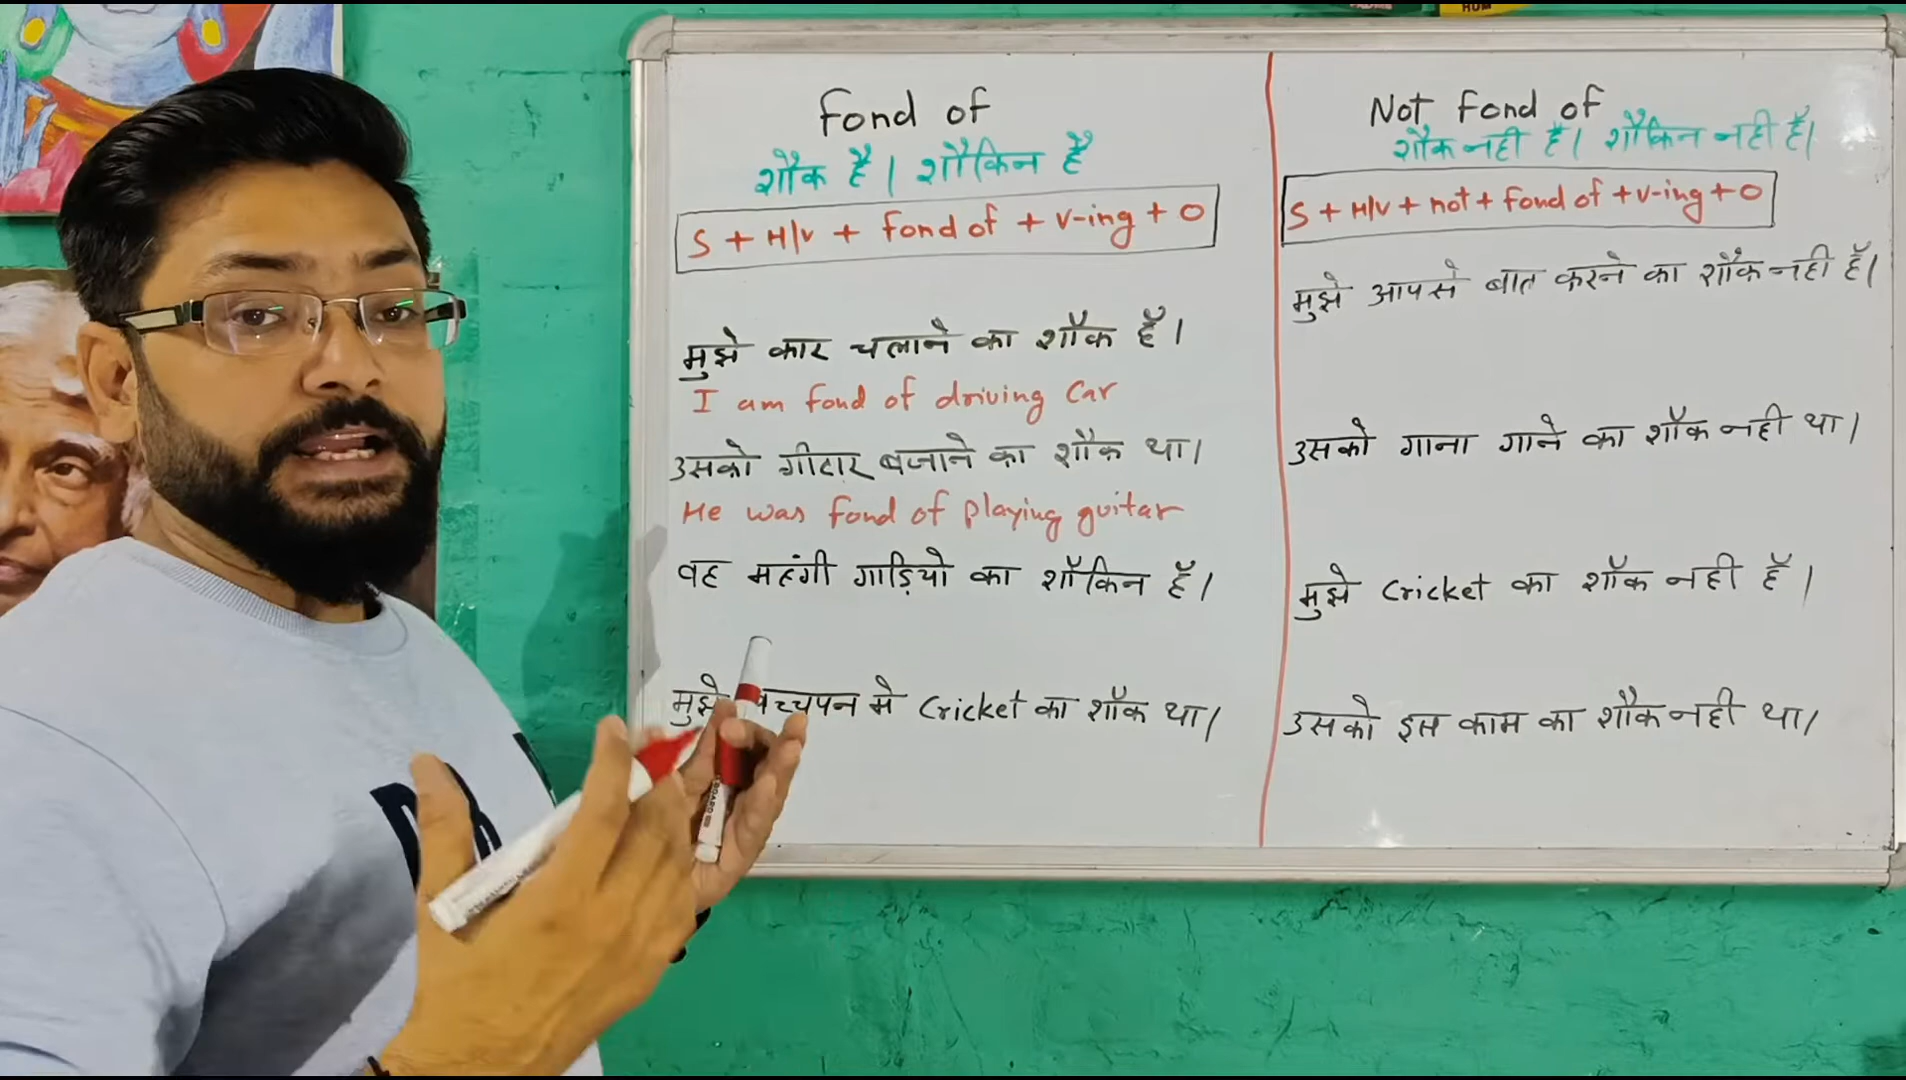 Fond of
शौक है। शौकिन है
S + H/V + Fond of + V-ing + O
मुझे कार चलाने का शौक है।
I am fond of driving Car
उसको गीटार बजाने का शौक था।
He was fond of playing guitar
वह महंगी गाड़ियो का शौकिन है।
मुझे मे Cricket का शौक था।
Not Fond of
शौक नही है। शौकिन नही है।
S + H/V + not + Fond of + V-ing + O
मुझे आपसे बात करने का शौक नही है।
उसको गाना गाने का शौक नही था।
मुझे Cricket का शौक नही है।
उसको इस काम का शौक नही था।